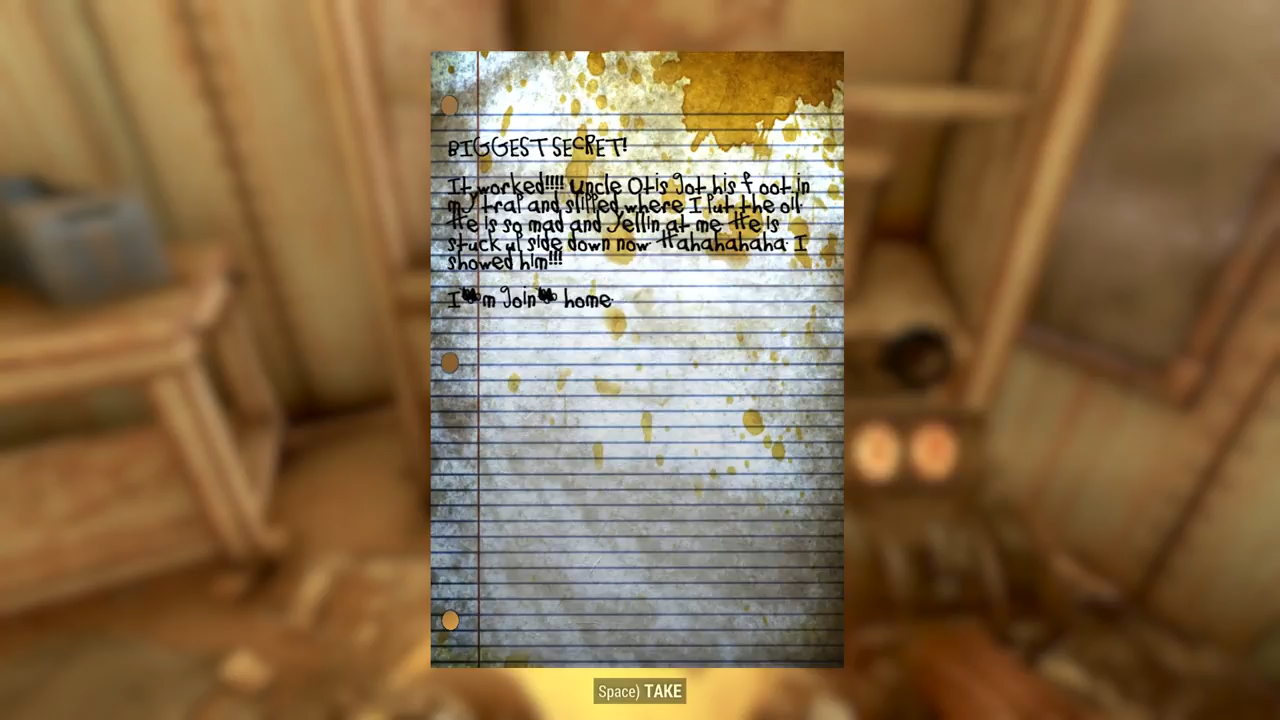 BIGGEST SECRET!
It worked!!!! Uncle Otis got his foot in
my trap and slipped where I put the oil.
He is so mad and yellin at me. He is
stuck up side down now. Hahahahaha. I
showed him!!!
I m goin home.
Space) TAKE